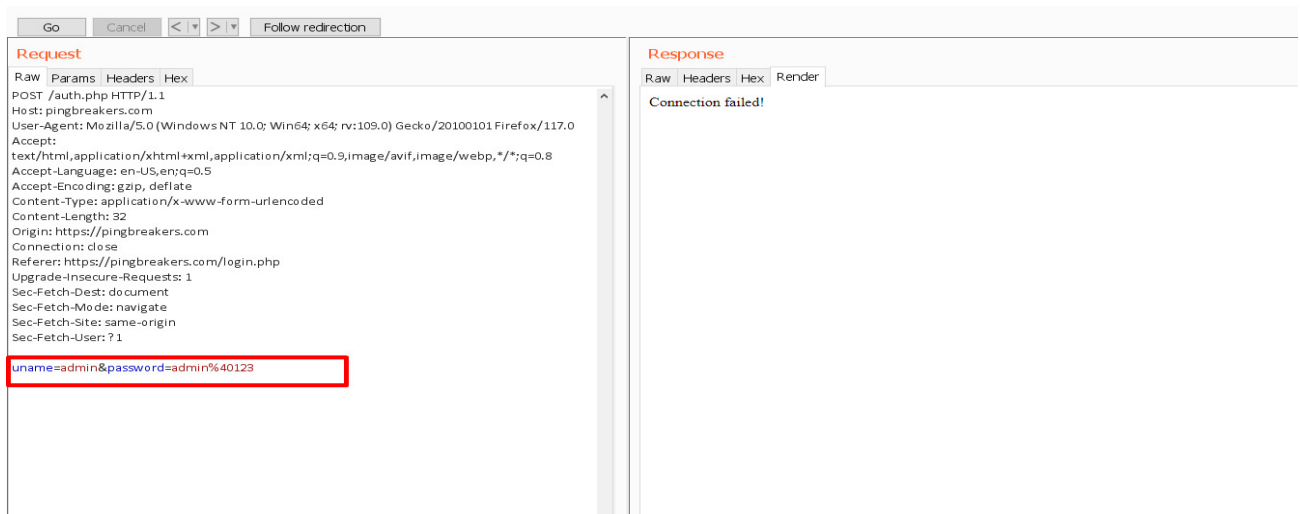 Go Cancel < > Follow redirection
Request
Raw Params Headers Hex
POST /auth.php HTTP/1.1
Host: pingbreakers.com
User-Agent: Mozilla/5.0 (Windows NT 10.0; Win64; x64; rv:109.0) Gecko/20100101 Firefox/117.0
Accept:
text/html,application/xhtml+xml,application/xml;q=0.9,image/avif,image/webp,*/*;q=0.8
Accept-Language: en-US,en;q=0.5
Accept-Encoding: gzip, deflate
Content-Type: application/x-www-form-urlencoded
Content-Length: 32
Origin: https://pingbreakers.com
Connection: close
Referer: https://pingbreakers.com/login.php
Upgrade-Insecure-Requests: 1
Sec-Fetch-Dest: document
Sec-Fetch-Mode: navigate
Sec-Fetch-Site: same-origin
Sec-Fetch-User: ?1
uname=admin&password=admin%40123
Response
Raw Headers Hex Render
Connection failed!